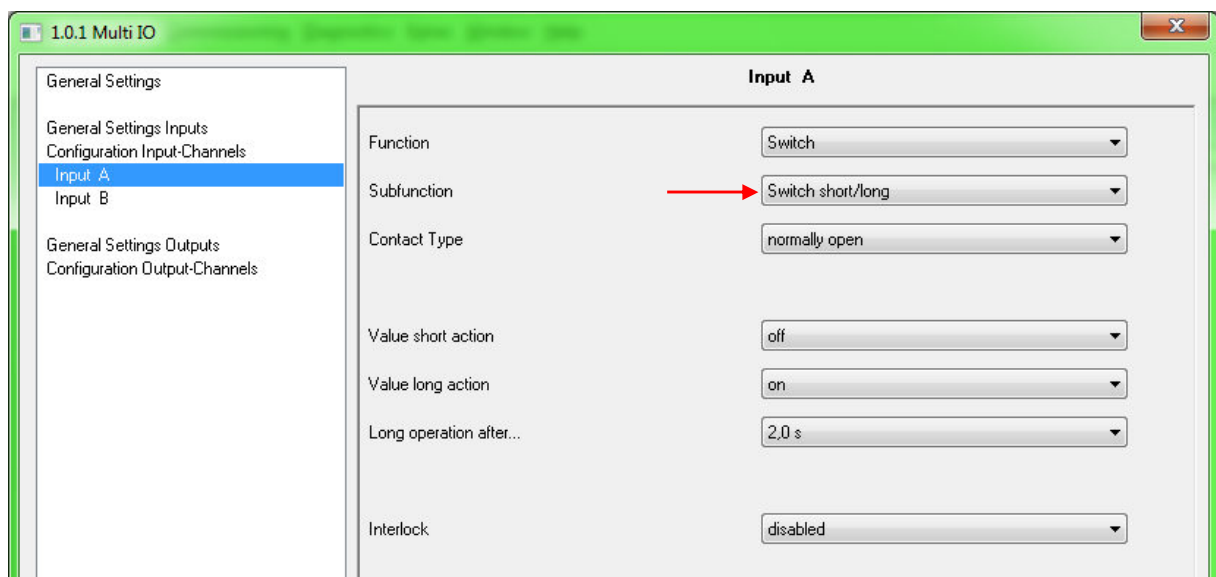 1.0.1 Multi IO
General Settings
General Settings Inputs
Configuration Input-Channels
Input A
Input B
General Settings Outputs
Configuration Output-Channels
Input A
Function
Switch
Subfunction
Switch short/long
Contact Type
normally open
Value short action
off
Value long action
on
Long operation after...
2,0 s
Interlock
disabled